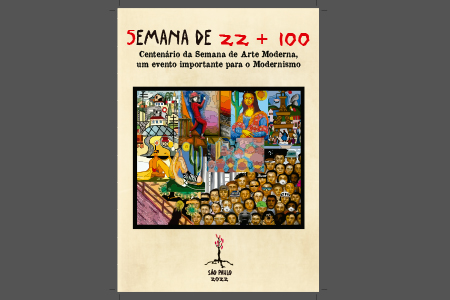 SEMANA DE 22 + 100
Centenário da Semana de Arte Moderna,
um evento importante para o Modernismo
SÃO PAULO
2022